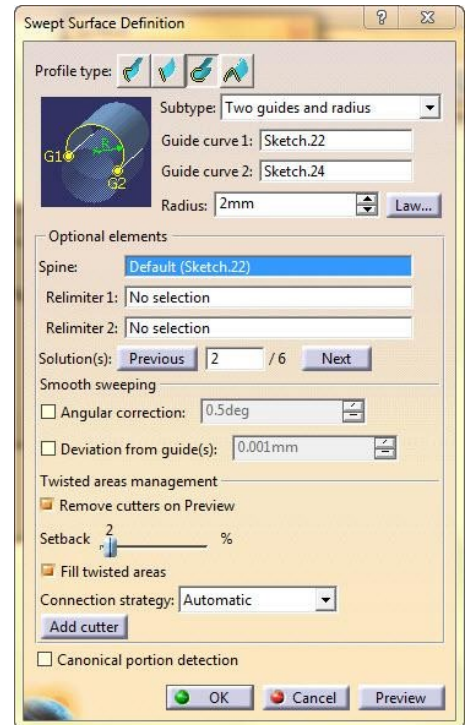 Swept Surface Definition
Profile type:
Subtype: Two guides and radius
Guide curve 1: Sketch.22
Guide curve 2: Sketch.24
Radius: 2mm Law...
G1
R
G2
Optional elements
Spine: Default (Sketch.22)
Relimiter 1: No selection
Relimiter 2: No selection
Solution(s): Previous 2 / 6 Next
Smooth sweeping
Angular correction: 0.5deg
Deviation from guide(s): 0.001mm
Twisted areas management
Remove cutters on Preview
2
Setback %
Fill twisted areas
Connection strategy: Automatic
Add cutter
Canonical portion detection
OK Cancel Preview